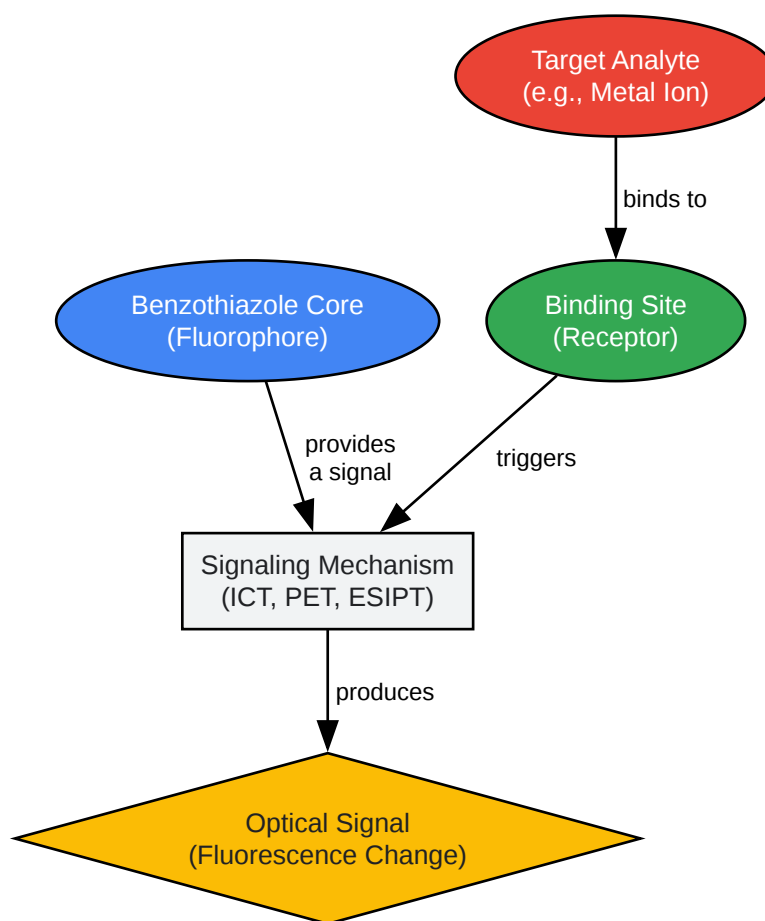 Target Analyte
(e.g., Metal Ion)
binds to
Benzothiazole Core
(Fluorophore)
Binding Site
(Receptor)
provides
a signal
triggers
Signaling Mechanism
(ICT, PET, ESIPT)
produces
Optical Signal
(Fluorescence Change)